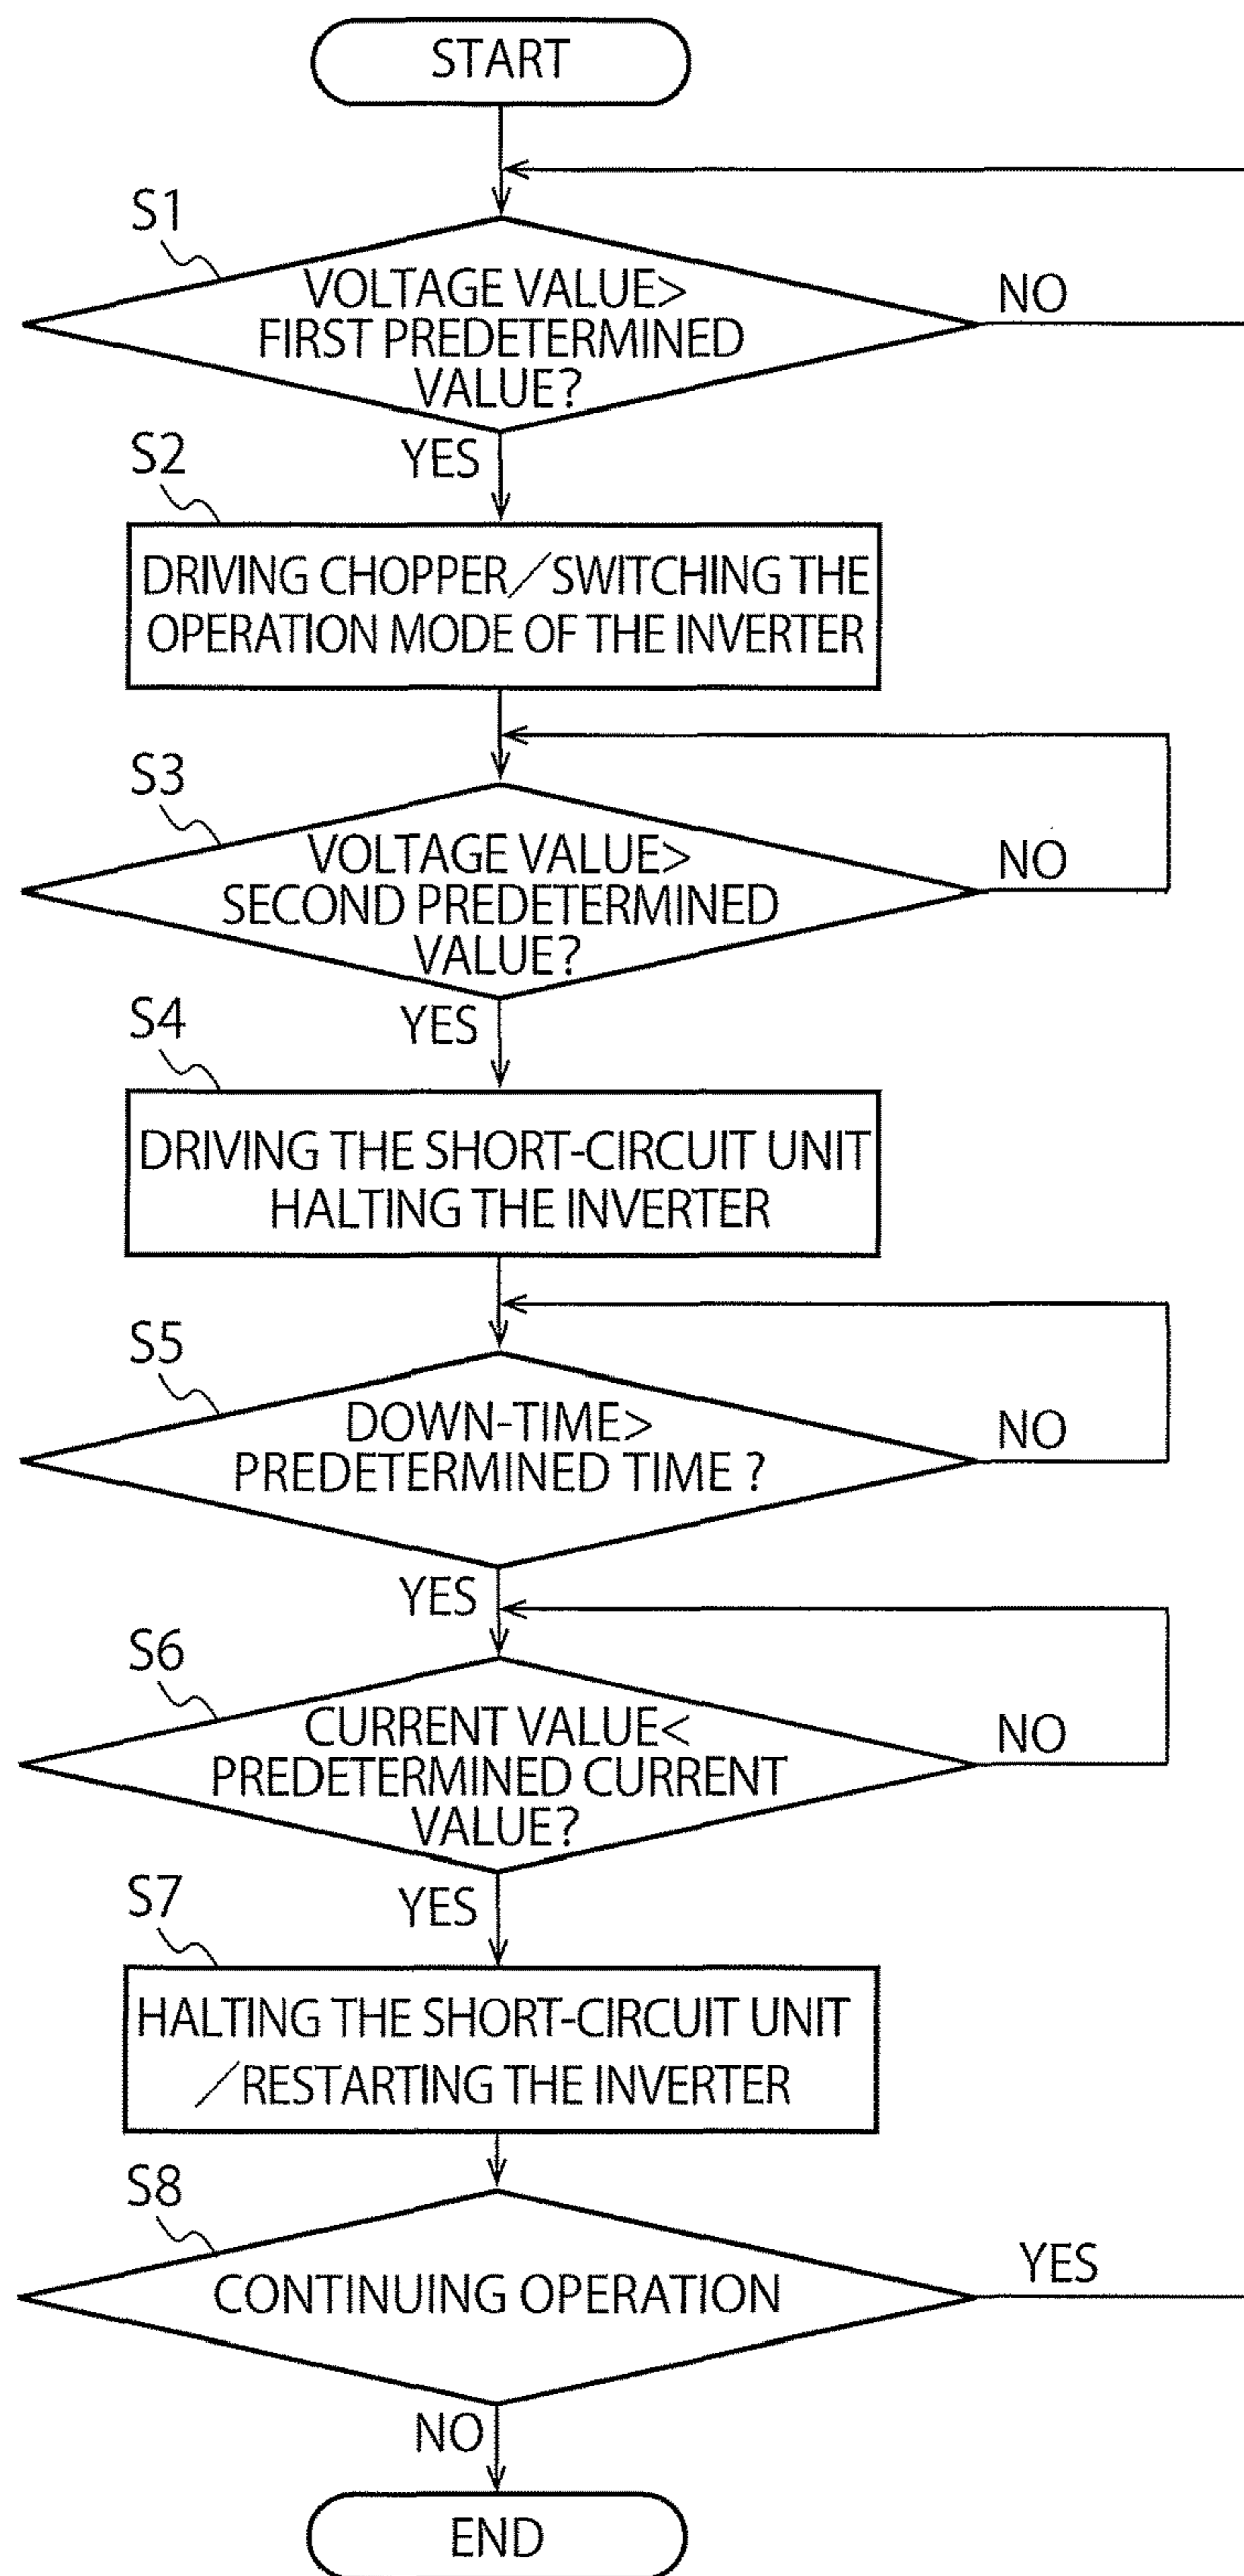 START
S1
VOLTAGE VALUE>
FIRST PREDETERMINED
VALUE?
NO
YES
S2
DRIVING CHOPPER／SWITCHING THE
OPERATION MODE OF THE INVERTER
S3
VOLTAGE VALUE>
SECOND PREDETERMINED
VALUE?
NO
YES
S4
DRIVING THE SHORT-CIRCUIT UNIT
HALTING THE INVERTER
S5
DOWN-TIME>
PREDETERMINED TIME ?
NO
YES
S6
CURRENT VALUE<
PREDETERMINED CURRENT
VALUE?
NO
YES
S7
HALTING THE SHORT-CIRCUIT UNIT
／RESTARTING THE INVERTER
S8
CONTINUING OPERATION
YES
NO
END